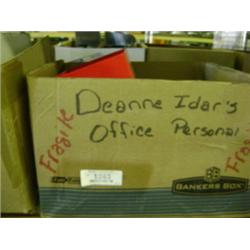 Deanne Idar's
Office Personal
Fragile
Fra
BANKERS BOX